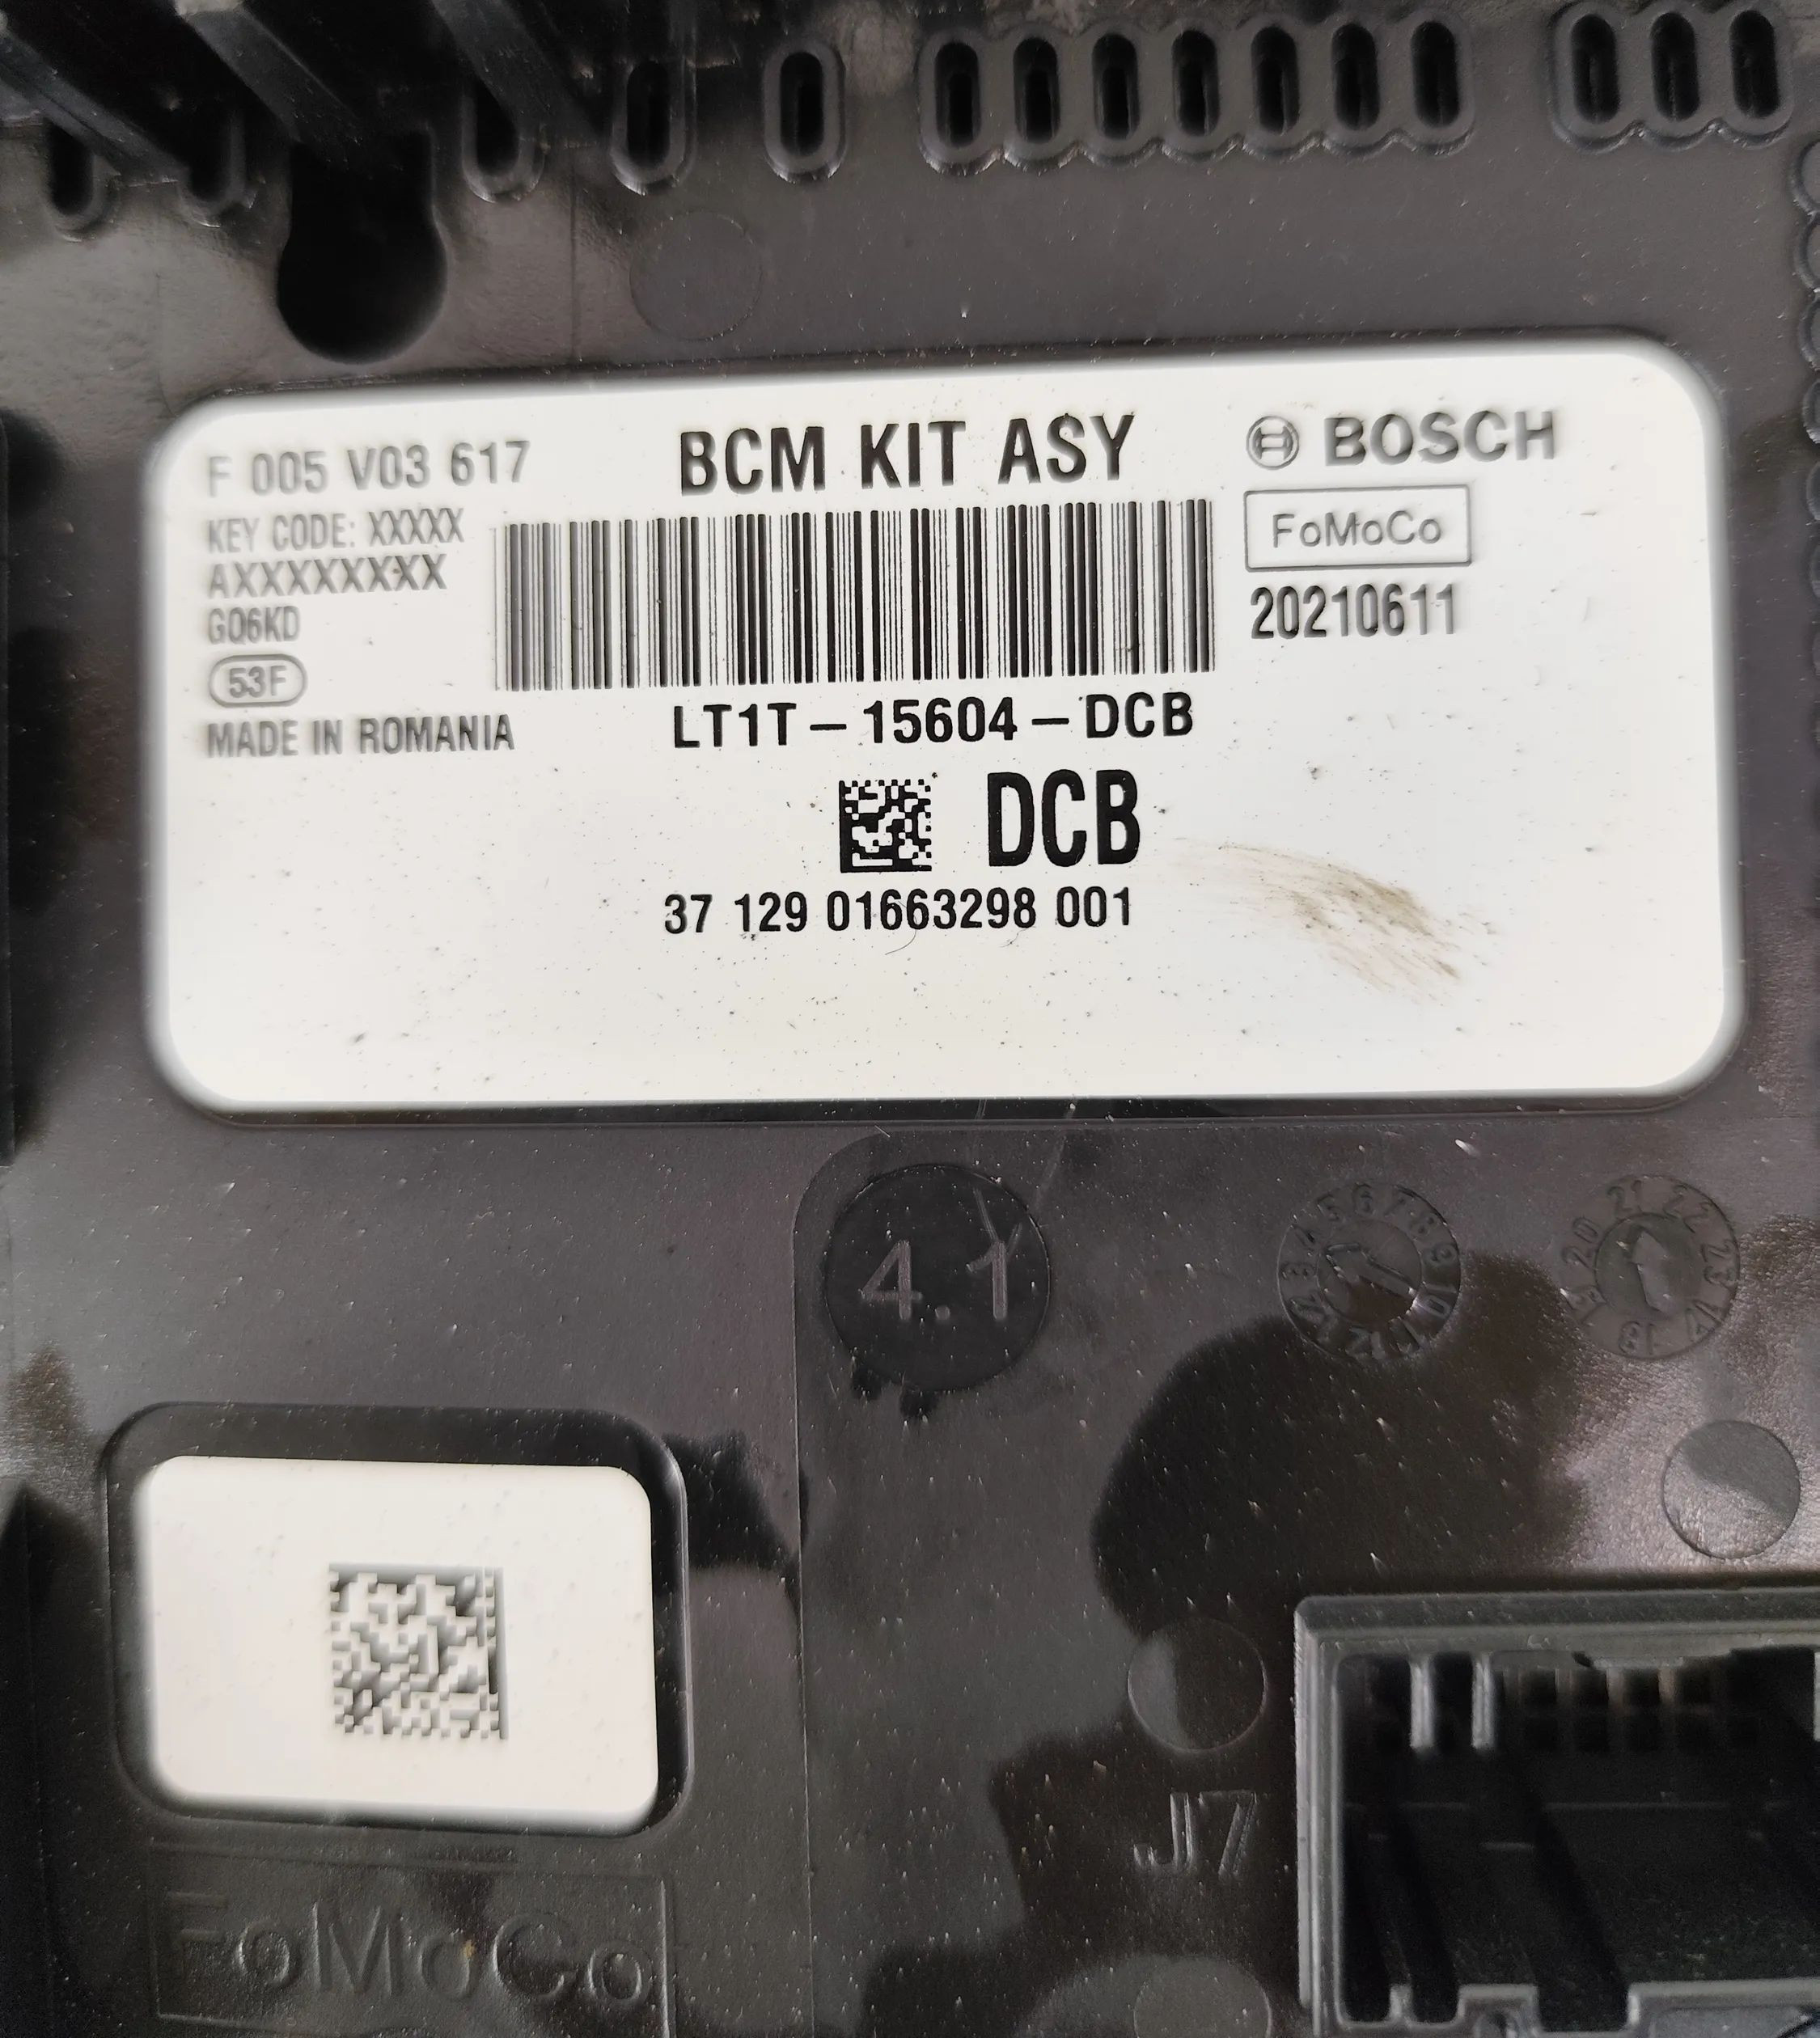 F 005 V03 617
BCM KIT ASY
BOSCH
KEY CODE: XXXXX
AXXXXXXXXX
G06KD
53F
MADE IN ROMANIA
FoMoCo
20210611
LT1T-15604-DCB
DCB
37 129 01663298 001
4.1
J7
FoMoCo